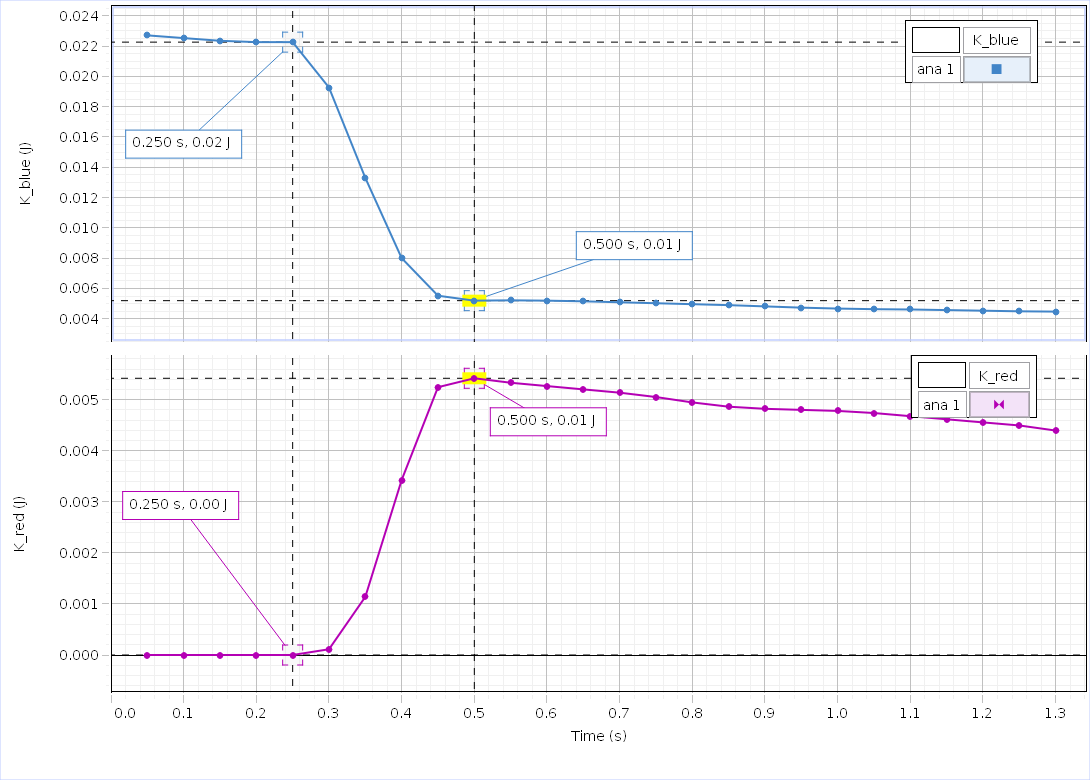 K_blue (J)
0.024
0.022
0.020
0.018
0.016
0.014
0.012
0.010
0.008
0.006
0.004
K_blue
ana 1
0.250 s, 0.02 J
0.500 s, 0.01 J
K_red (J)
0.005
0.004
0.003
0.002
0.001
0.000
K_red
ana 1
0.500 s, 0.01 J
0.250 s, 0.00 J
0.0 0.1 0.2 0.3 0.4 0.5 0.6 0.7 0.8 0.9 1.0 1.1 1.2 1.3
Time (s)